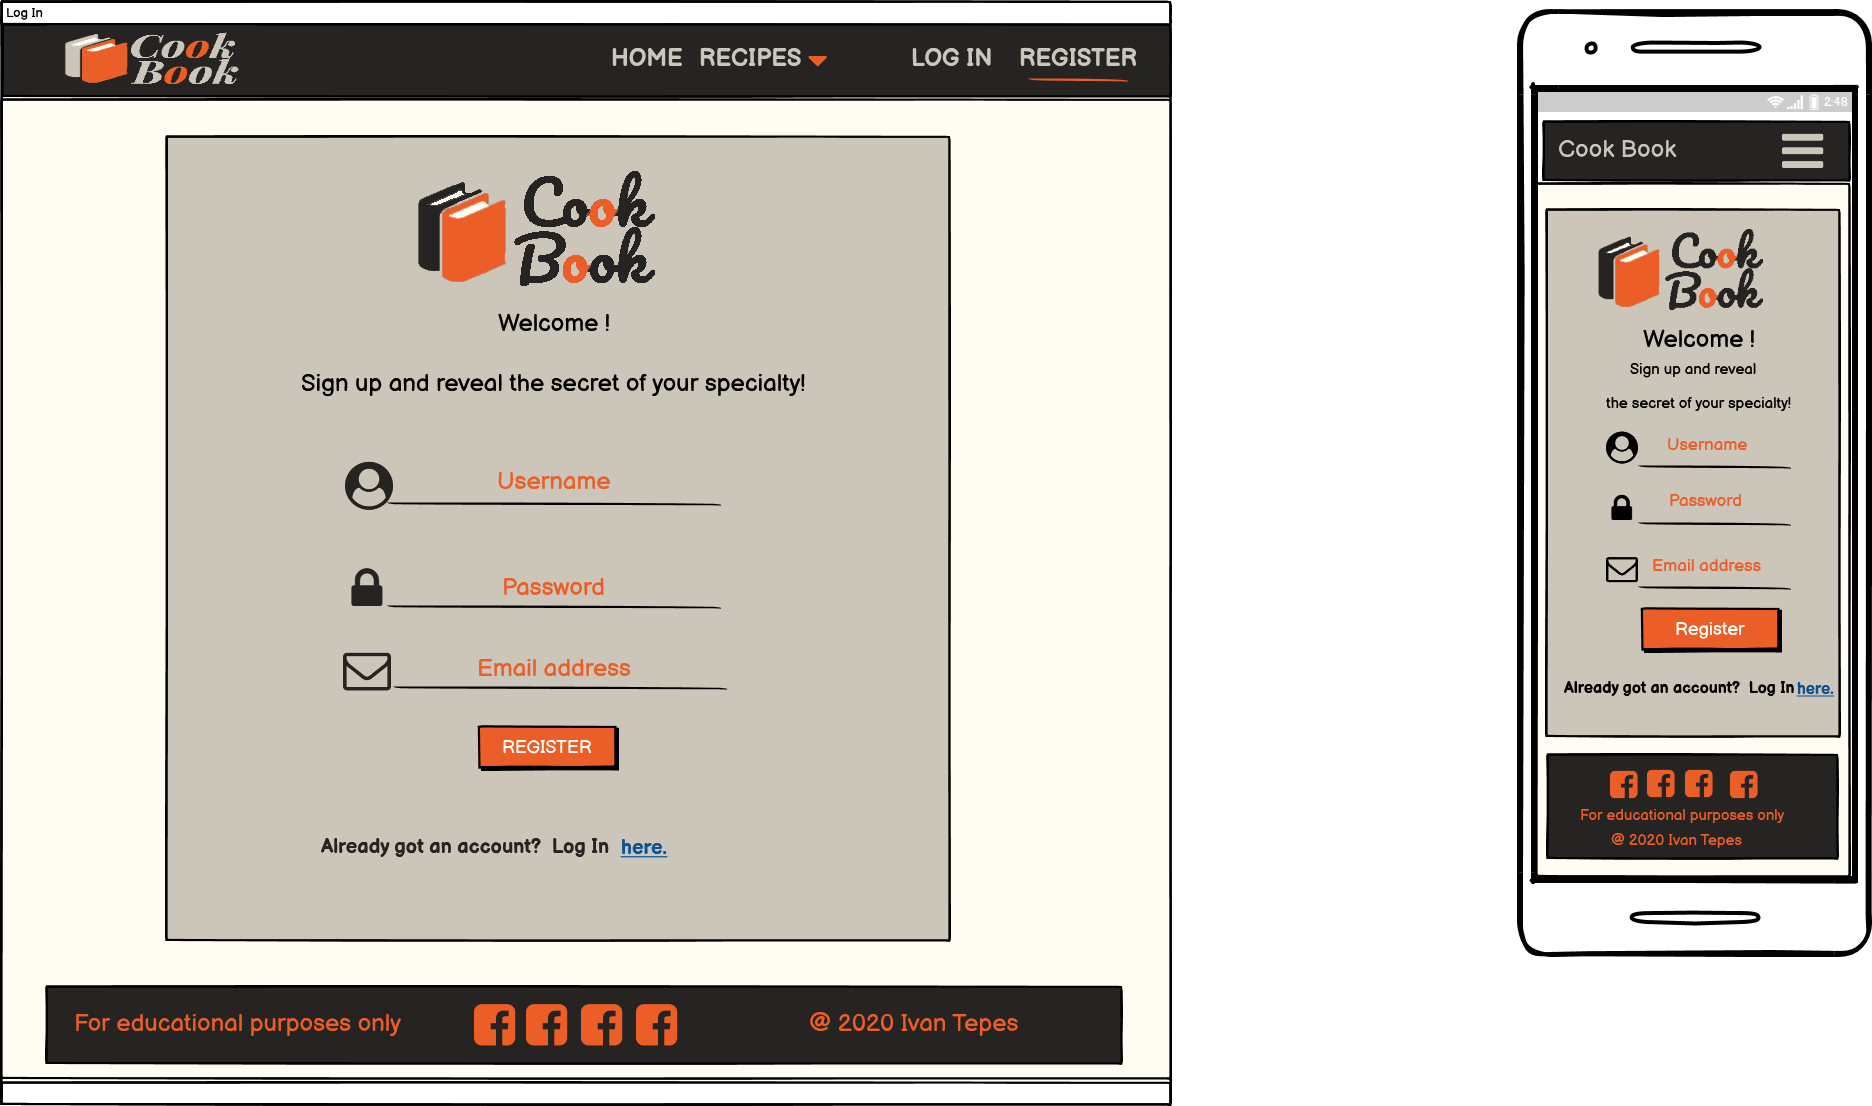 Log In
Cook
Book
HOME RECIPES LOG IN REGISTER
Cook
Book
Welcome !
Sign up and reveal the secret of your specialty!
Username
Password
Email address
REGISTER
Already got an account? Log In here.
For educational purposes only
@ 2020 Ivan Tepes
2:48
Cook Book
Cook
Book
Welcome !
Sign up and reveal
the secret of your specialty!
Username
Password
Email address
Register
Already got an account? Log In here.
For educational purposes only
@ 2020 Ivan Tepes